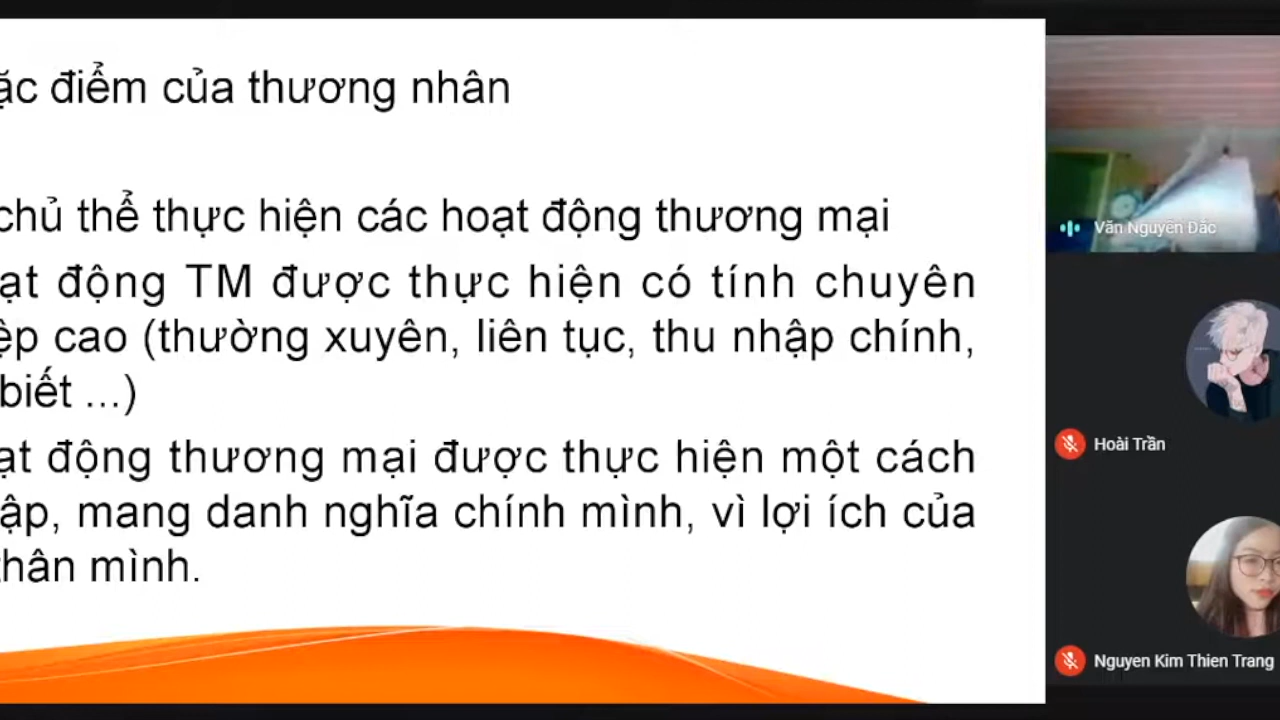 ặc điểm của thương nhân
chủ thể thực hiện các hoạt động thương mại
ạt động TM được thực hiện có tính chuyên
ệp cao (thường xuyên, liên tục, thu nhập chính,
biết ...)
ạt động thương mại được thực hiện một cách
ập, mang danh nghĩa chính mình, vì lợi ích của
thân mình.
Văn Nguyên Đắc
Hoài Trần
Nguyen Kim Thien Trang